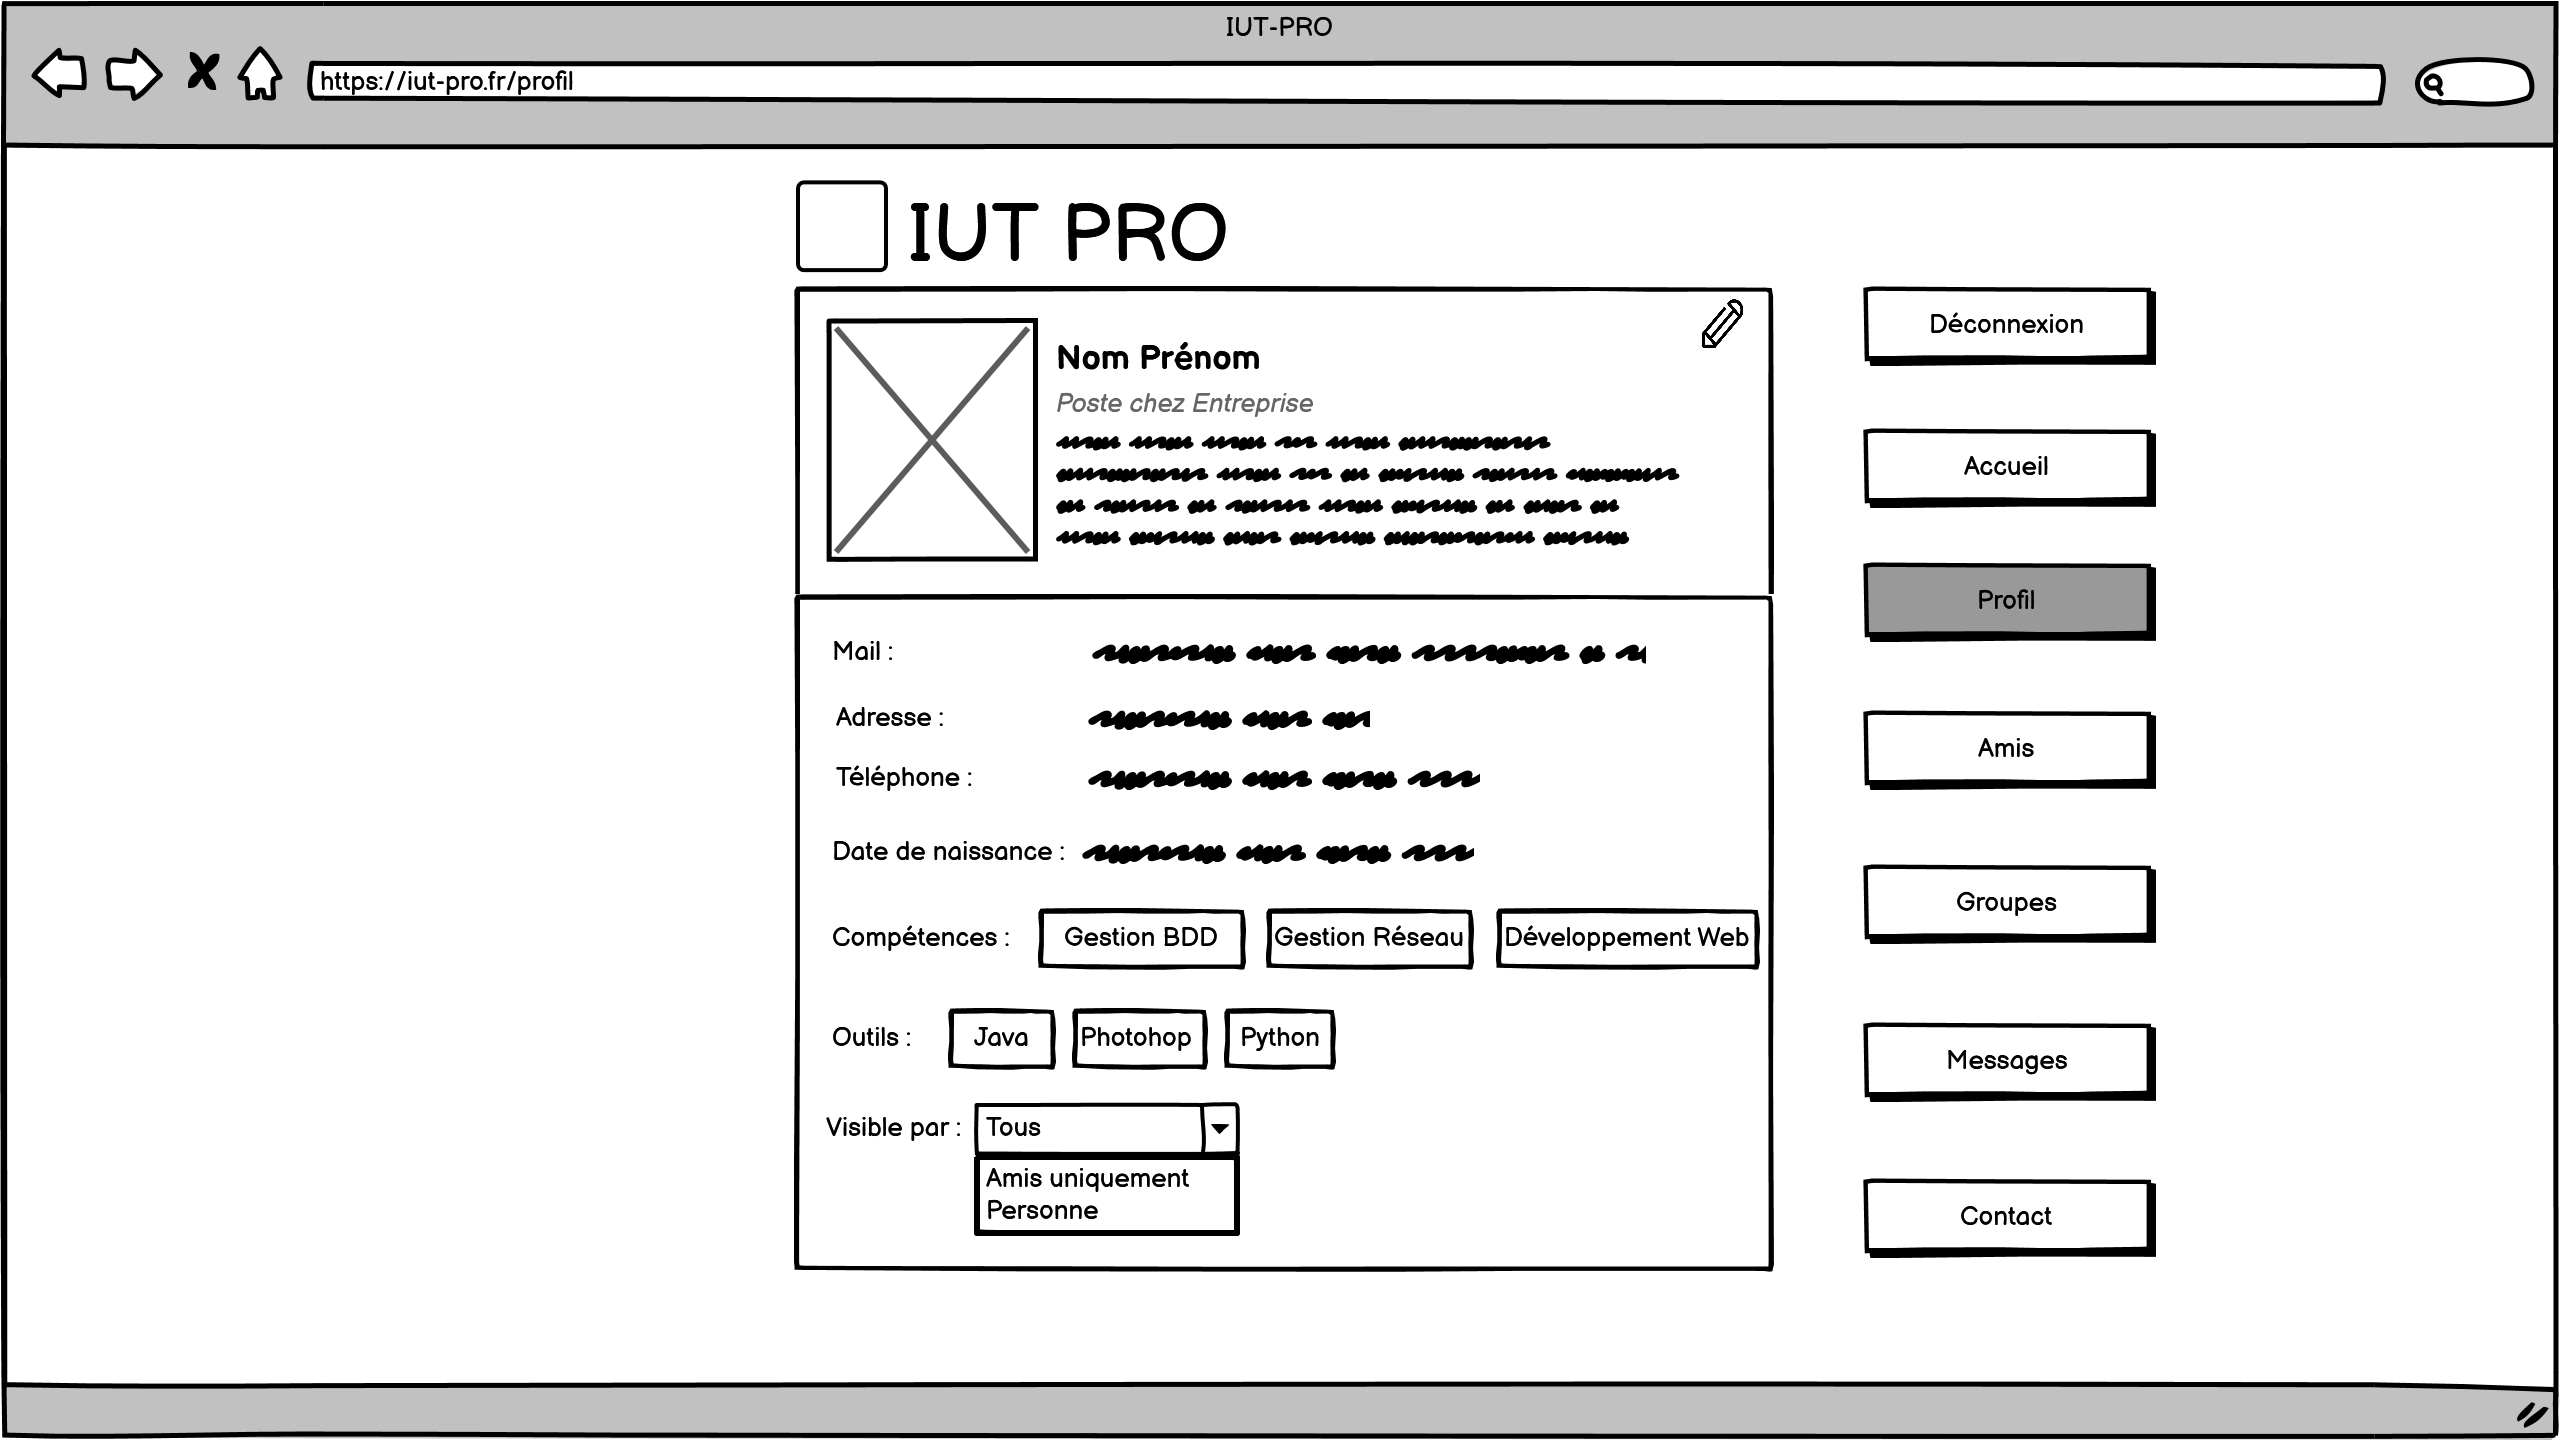 IUT-PRO
https://iut-pro.fr/profil
IUT PRO
Nom Prénom
Poste chez Entreprise
Mail :
Adresse :
Téléphone :
Date de naissance :
Compétences : Gestion BDD Gestion Réseau Développement Web
Outils : Java Photohop Python
Visible par : Tous
Amis uniquement
Personne
Déconnexion
Accueil
Profil
Amis
Groupes
Messages
Contact